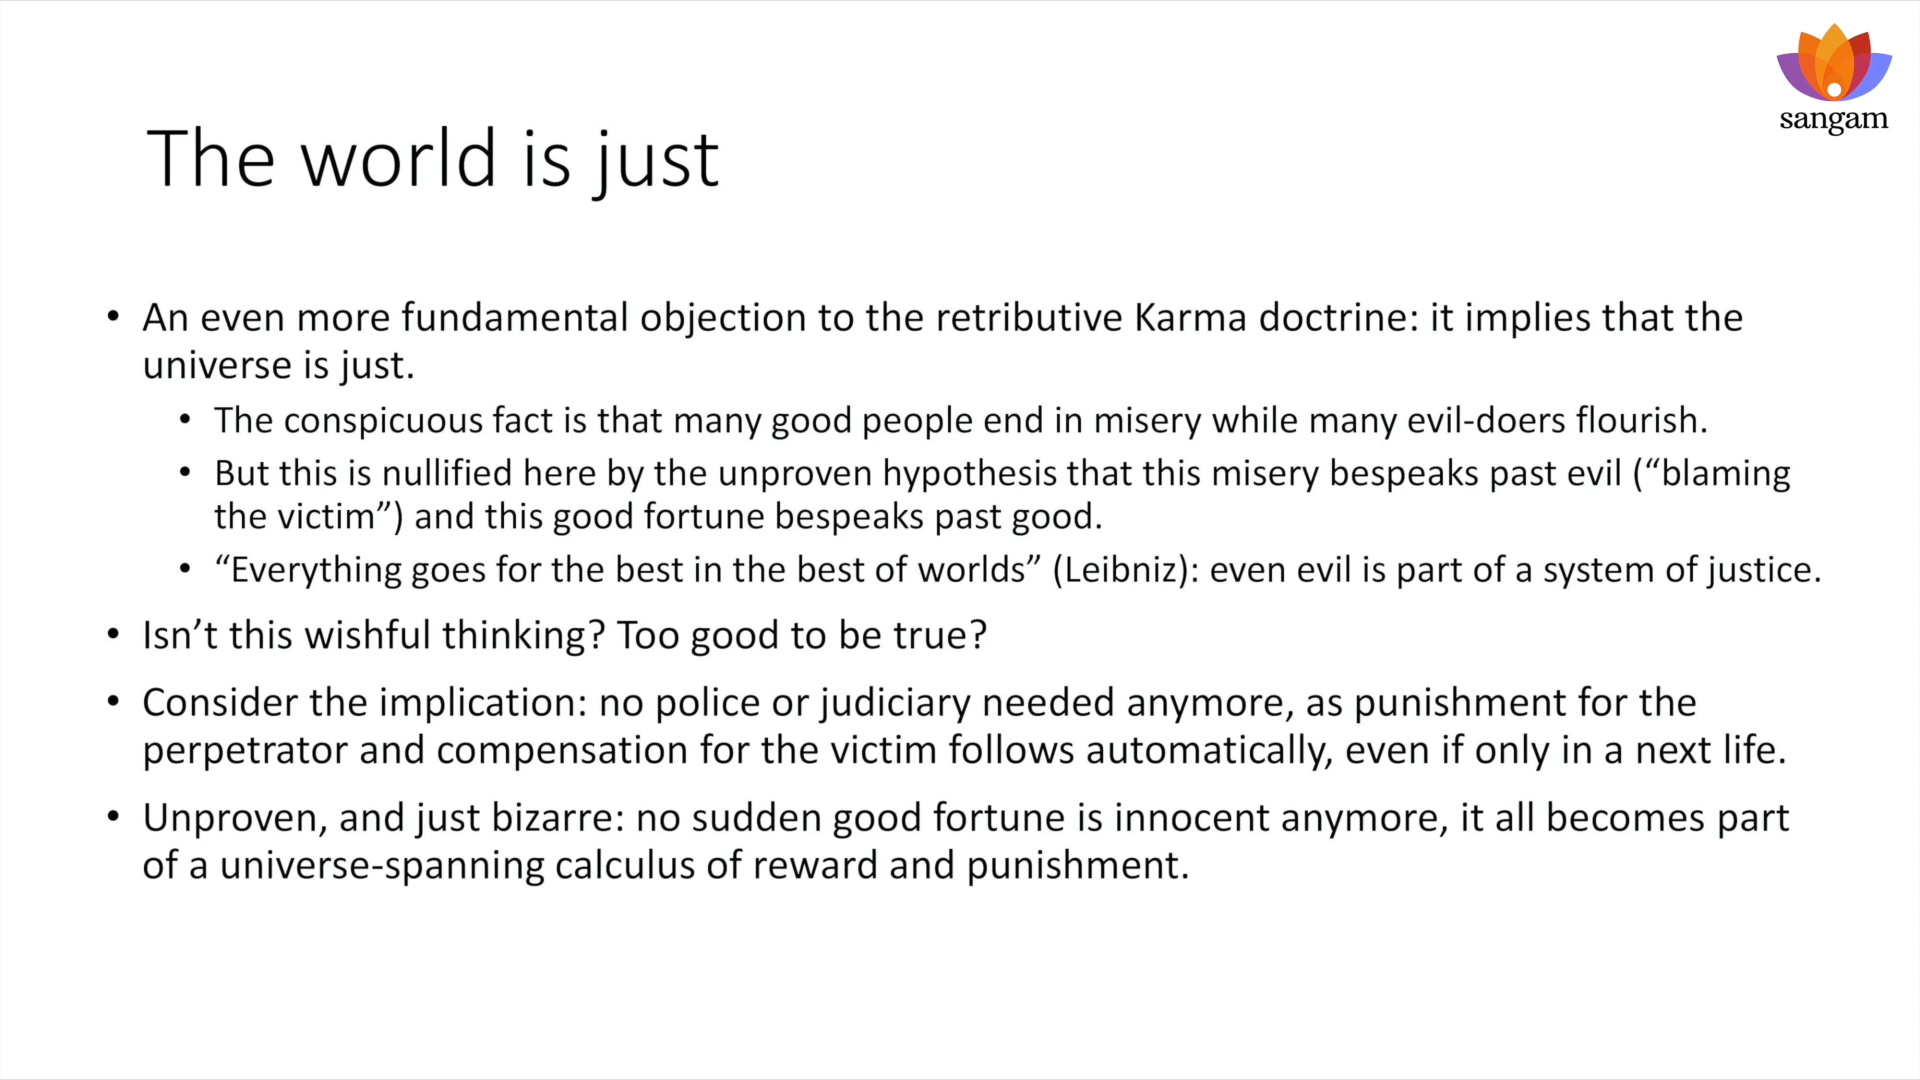 sangam
The world is just
• An even more fundamental objection to the retributive Karma doctrine: it implies that the
universe is just.
• The conspicuous fact is that many good people end in misery while many evil-doers flourish.
• But this is nullified here by the unproven hypothesis that this misery bespeaks past evil (“blaming
the victim”) and this good fortune bespeaks past good.
• “Everything goes for the best in the best of worlds” (Leibniz): even evil is part of a system of justice.
• Isn’t this wishful thinking? Too good to be true?
• Consider the implication: no police or judiciary needed anymore, as punishment for the
perpetrator and compensation for the victim follows automatically, even if only in a next life.
• Unproven, and just bizarre: no sudden good fortune is innocent anymore, it all becomes part
of a universe-spanning calculus of reward and punishment.